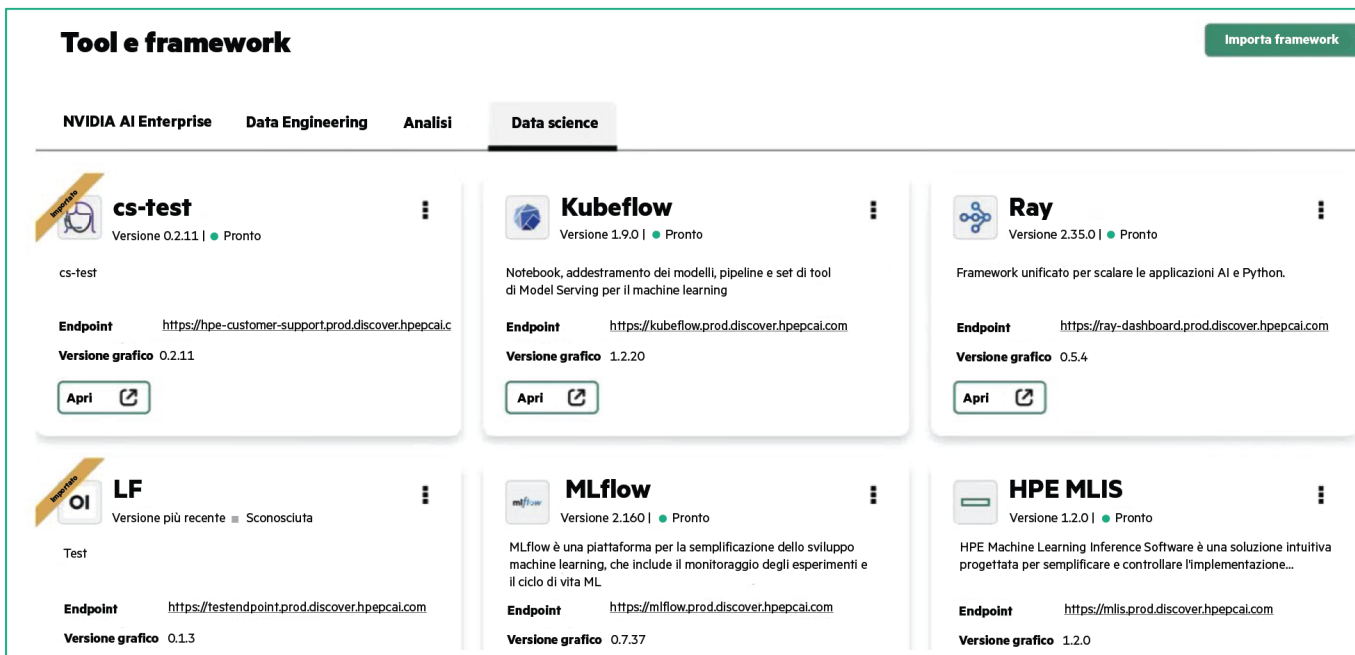 Tool e framework
Importa framework
NVIDIA AI Enterprise
Data Engineering
Analisi
Data science
Importato
cs-test
Versione 0.2.11 | Pronto
cs-test
Endpoint https://hpe-customer-support.prod.discover.hpepcai.c
Versione grafico 0.2.11
Apri
Kubeflow
Versione 1.9.0 | Pronto
Notebook, addestramento dei modelli, pipeline e set di tool
di Model Serving per il machine learning
Endpoint https://kubeflow.prod.discover.hpepcai.com
Versione grafico 1.2.20
Apri
Ray
Versione 2.35.0 | Pronto
Framework unificato per scalare le applicazioni AI e Python.
Endpoint https://ray-dashboard.prod.discover.hpepcai.com
Versione grafico 0.5.4
Apri
Importato
OI
LF
Versione più recente Sconosciuta
Test
Endpoint https://testendpoint.prod.discover.hpepcai.com
Versione grafico 0.1.3
mlflow
MLflow
Versione 2.160 | Pronto
MLflow è una piattaforma per la semplificazione dello sviluppo
machine learning, che include il monitoraggio degli esperimenti e
il ciclo di vita ML
Endpoint https://mlflow.prod.discover.hpepcai.com
Versione grafico 0.7.37
HPE MLIS
Versione 1.2.0 | Pronto
HPE Machine Learning Inference Software è una soluzione intuitiva
progettata per semplificare e controllare l'implementazione...
Endpoint https://mlis.prod.discover.hpepcai.com
Versione grafico 1.2.0